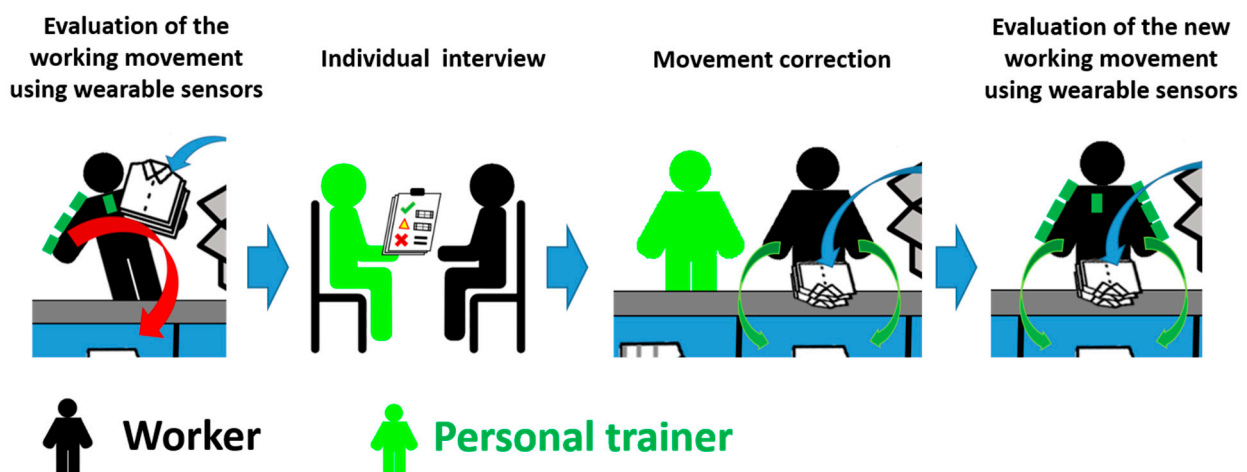 Evaluation of the
working movement
using wearable sensors
Individual interview
Movement correction
Evaluation of the new
working movement
using wearable sensors
Worker
Personal trainer